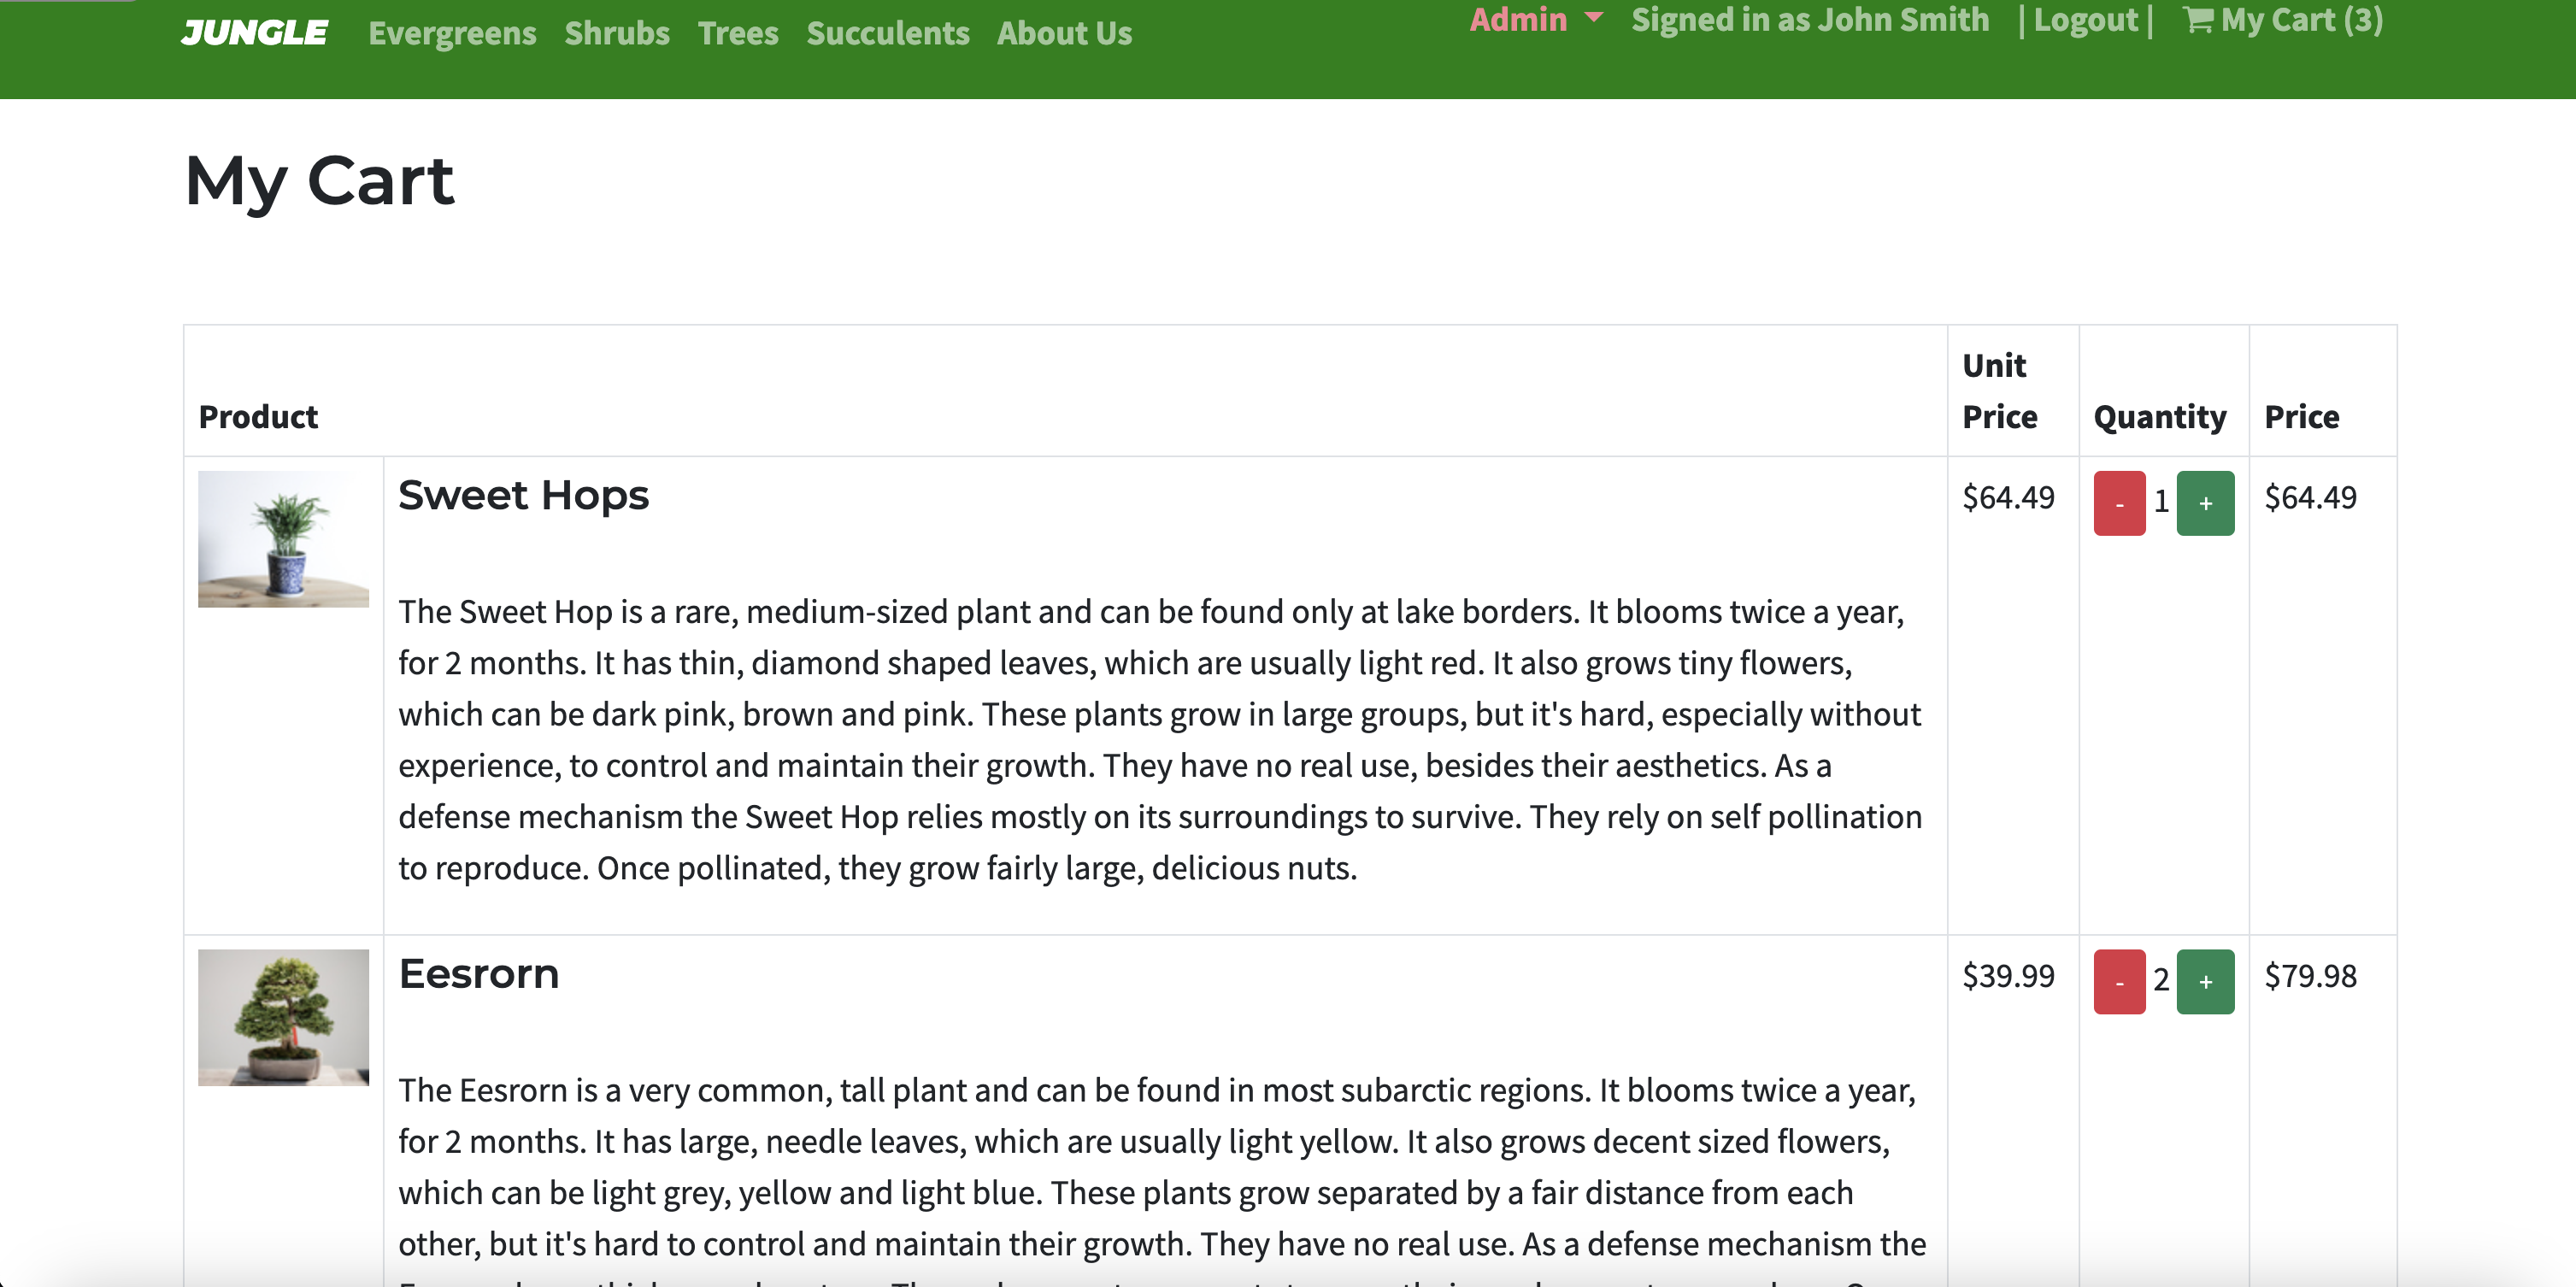 JUNGLE Evergreens Shrubs Trees Succulents About Us Admin Signed in as John Smith | Logout | My Cart (3)
My Cart
Product Unit Price Quantity Price
Sweet Hops $64.49 - 1 + $64.49
The Sweet Hop is a rare, medium-sized plant and can be found only at lake borders. It blooms twice a year,
for 2 months. It has thin, diamond shaped leaves, which are usually light red. It also grows tiny flowers,
which can be dark pink, brown and pink. These plants grow in large groups, but it's hard, especially without
experience, to control and maintain their growth. They have no real use, besides their aesthetics. As a
defense mechanism the Sweet Hop relies mostly on its surroundings to survive. They rely on self pollination
to reproduce. Once pollinated, they grow fairly large, delicious nuts.
Eesrorn $39.99 - 2 + $79.98
The Eesrorn is a very common, tall plant and can be found in most subarctic regions. It blooms twice a year,
for 2 months. It has large, needle leaves, which are usually light yellow. It also grows decent sized flowers,
which can be light grey, yellow and light blue. These plants grow separated by a fair distance from each
other, but it's hard to control and maintain their growth. They have no real use. As a defense mechanism the